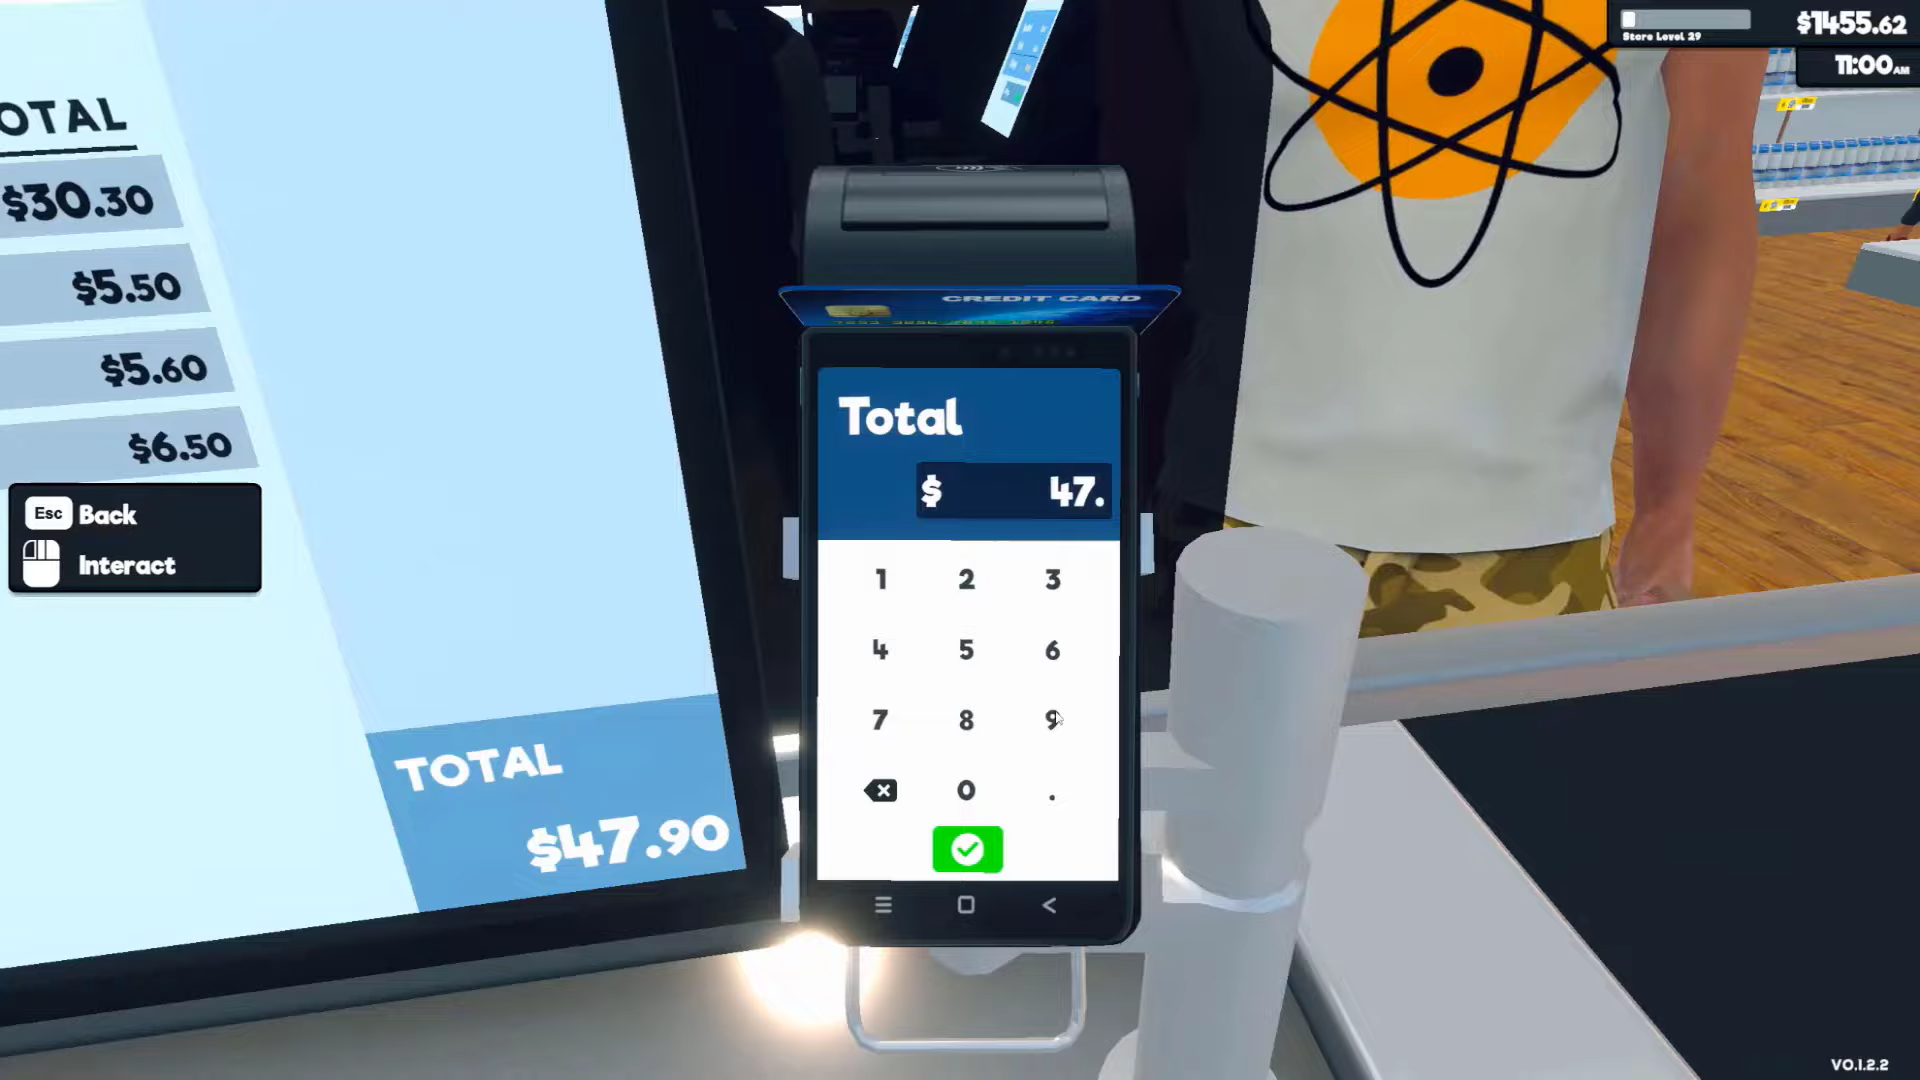 $1455.62
Store Level 29
11:00AM
OTAL
$30.30
$5.50
$5.60
$6.50
Esc Back
Interact
TOTAL
$47.90
CREDIT CARD
Total
$ 47.
1 2 3
4 5 6
7 8 9
0 .
V0.1.2.2